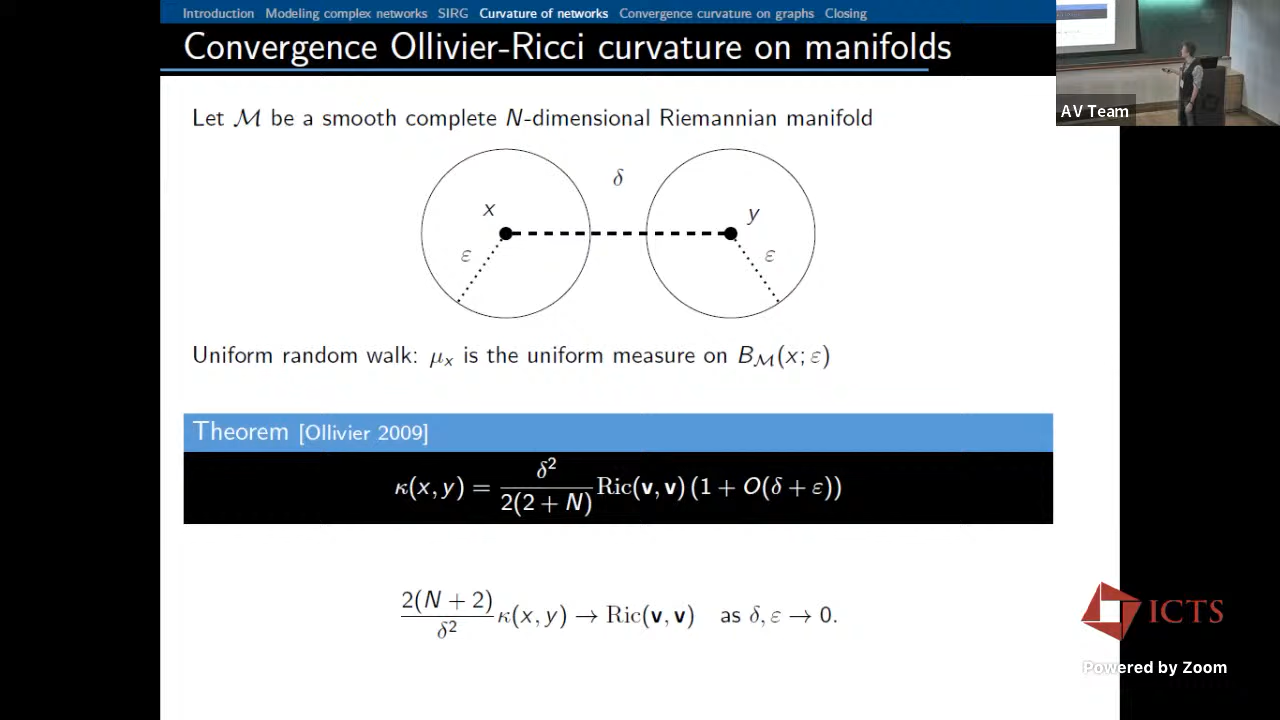 Introduction Modeling complex networks SIRG Curvature of networks Convergence curvature on graphs Closing
Convergence Ollivier-Ricci curvature on manifolds
AV Team
Let ℳ be a smooth complete N-dimensional Riemannian manifold
δ
x
y
ε
ε
Uniform random walk: μₓ is the uniform measure on B_ℳ(x; ε)
Theorem [Ollivier 2009]
κ(x, y) = δ²/(2(2 + N)) Ric(v, v) (1 + O(δ + ε))
2(N + 2)/δ² κ(x, y) → Ric(v, v) as δ, ε → 0.
ICTS
Powered by Zoom